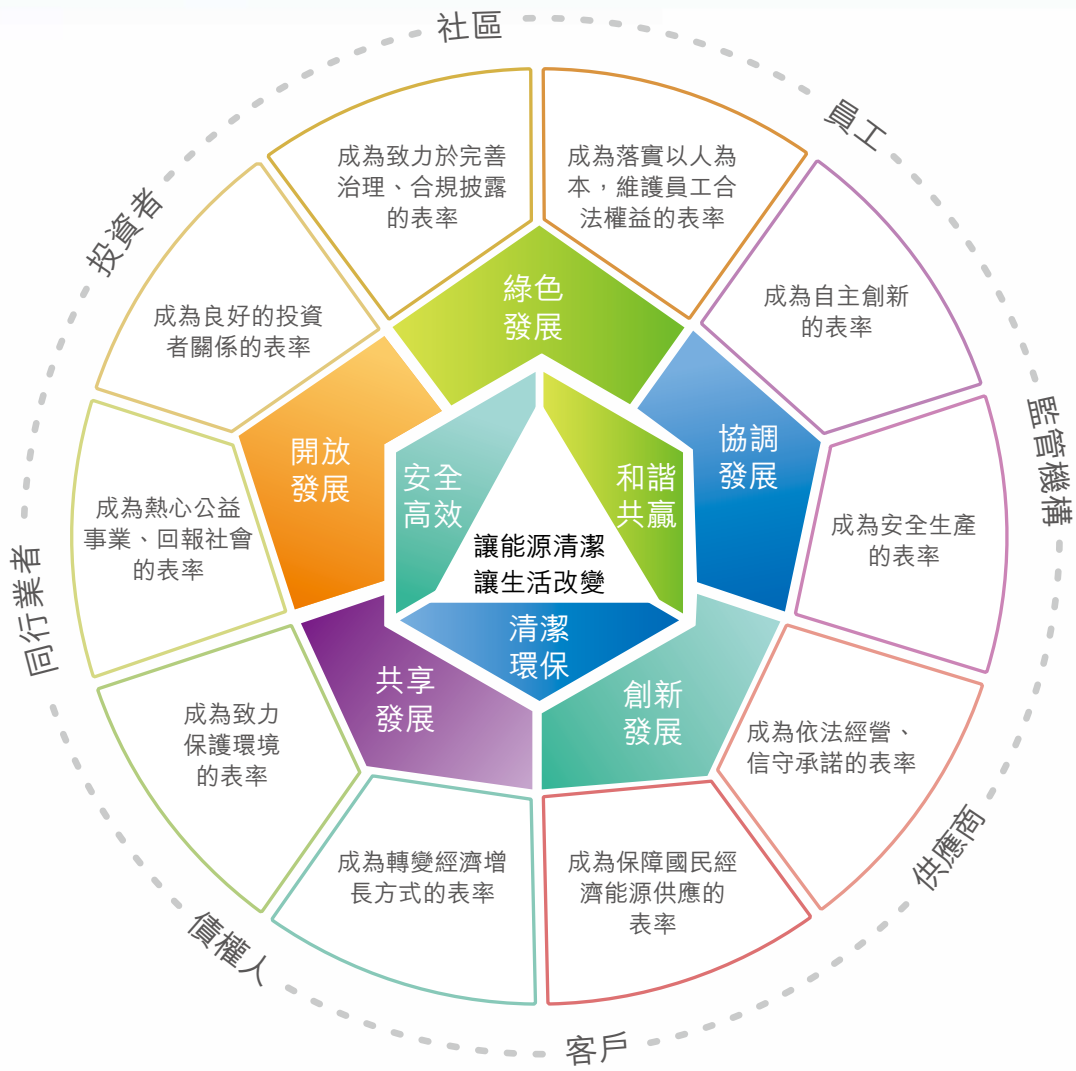 社區
員工
監管機構
供應商
客戶
債權人
同行業者
投資者
成為致力於完善
治理、合規披露
的表率
成為落實以人為
本，維護員工合
法權益的表率
成為自主創新
的表率
成為安全生產
的表率
成為依法經營、
信守承諾的表率
成為保障國民經
濟能源供應的
表率
成為轉變經濟增
長方式的表率
成為致力
保護環境
的表率
成為熱心公益
事業、回報社會
的表率
成為良好的投資
者關係的表率
綠色
發展
協調
發展
創新
發展
共享
發展
開放
發展
安全
高效
和諧
共贏
清潔
環保
讓能源清潔
讓生活改變